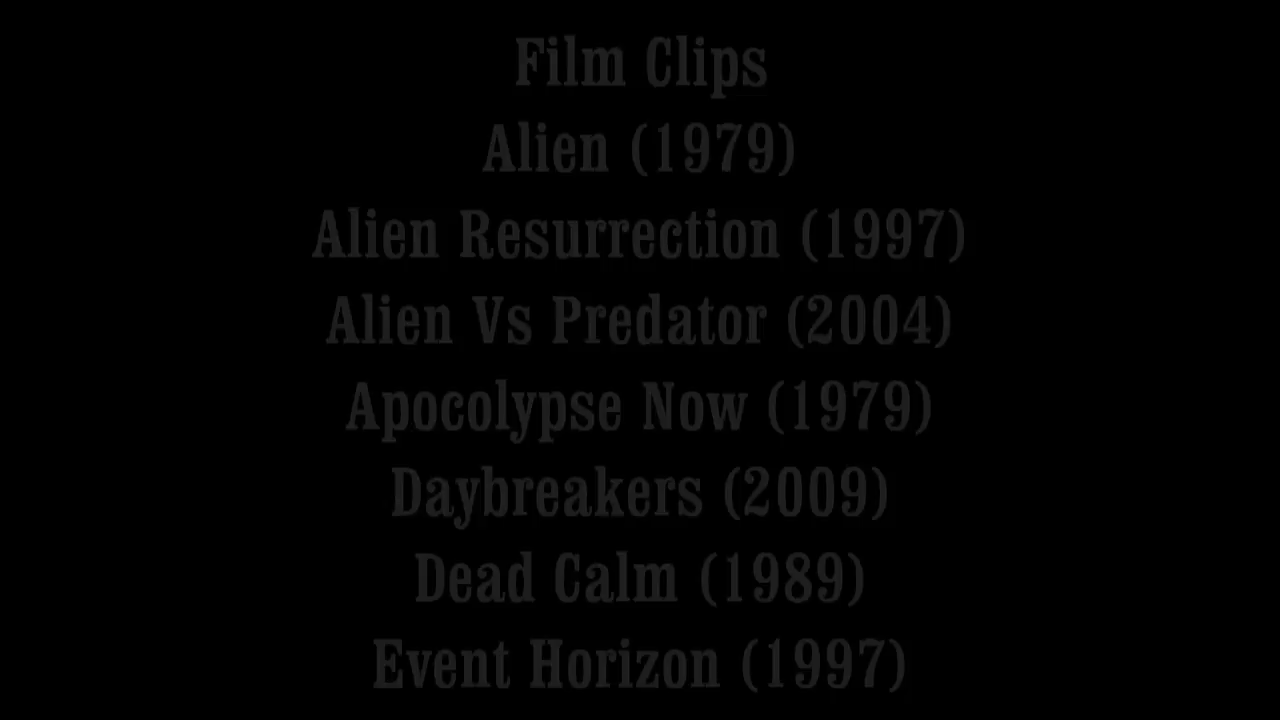 Film Clips
Alien (1979)
Alien Resurrection (1997)
Alien Vs Predator (2004)
Apocolypse Now (1979)
Daybreakers (2009)
Dead Calm (1989)
Event Horizon (1997)